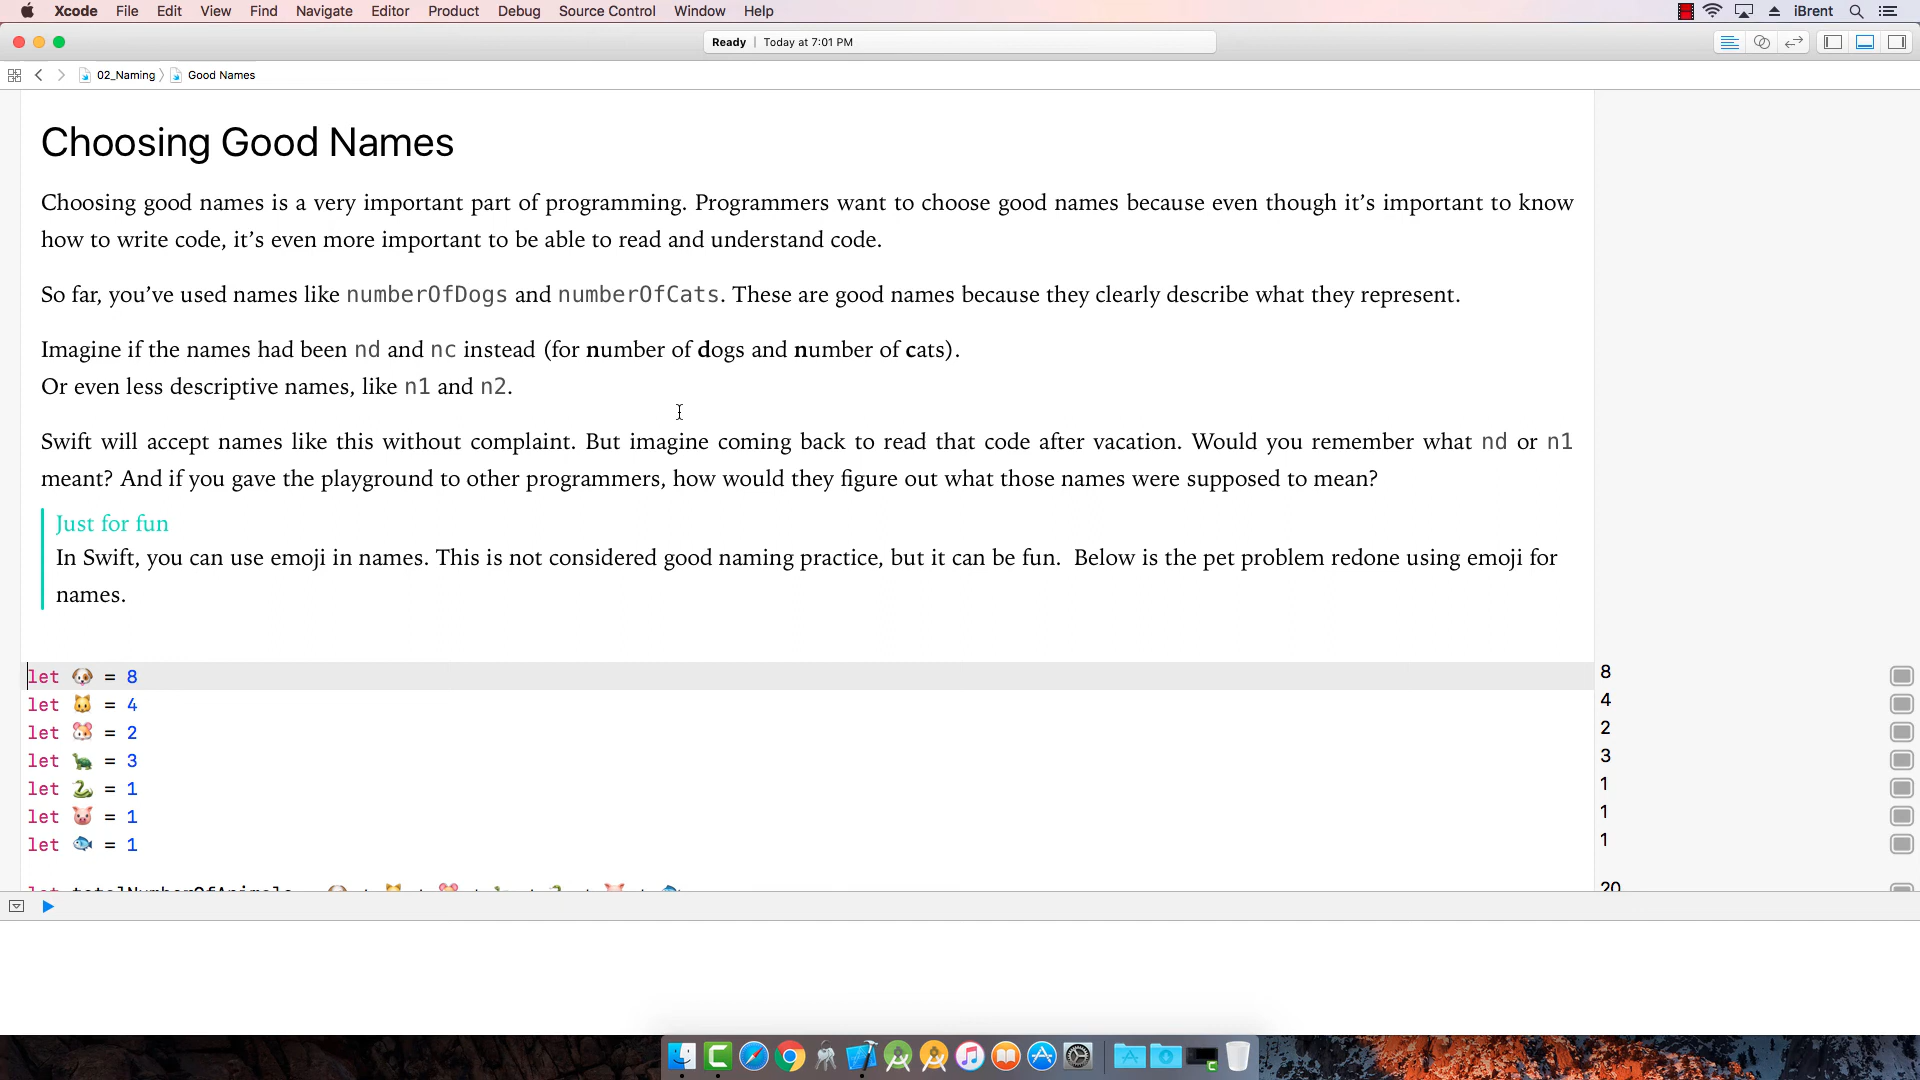 Xcode File Edit View Find Navigate Editor Product Debug Source Control Window Help iBrent
Ready | Today at 7:01 PM
02_Naming Good Names
Choosing Good Names
Choosing good names is a very important part of programming. Programmers want to choose good names because even though it’s important to know
how to write code, it’s even more important to be able to read and understand code.
So far, you’ve used names like numberOfDogs and numberOfCats. These are good names because they clearly describe what they represent.
Imagine if the names had been nd and nc instead (for number of dogs and number of cats).
Or even less descriptive names, like n1 and n2.
Swift will accept names like this without complaint. But imagine coming back to read that code after vacation. Would you remember what nd or n1
meant? And if you gave the playground to other programmers, how would they figure out what those names were supposed to mean?
Just for fun
In Swift, you can use emoji in names. This is not considered good naming practice, but it can be fun. Below is the pet problem redone using emoji for
names.
let 🐶 = 8 8
let 🐱 = 4 4
let 🐹 = 2 2
let 🐢 = 3 3
let 🐍 = 1 1
let 🐷 = 1 1
let 🐟 = 1 1
let totalNumberOfAnimals = 🐶 + 🐱 + 🐹 + 🐢 + 🐍 + 🐷 + 🐟 20